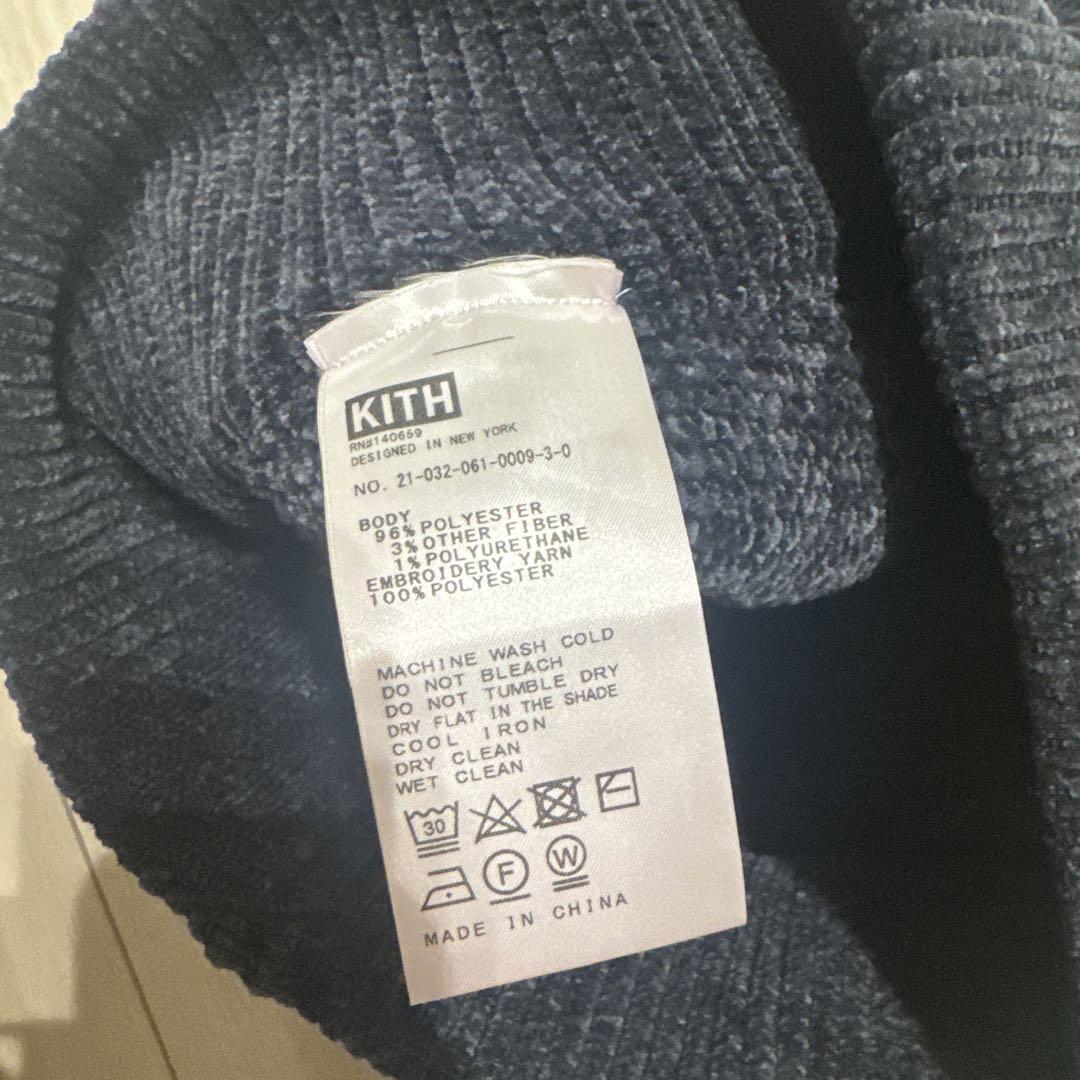 KITH
RN#140659
DESIGNED IN NEW YORK
NO. 21-032-061-0009-3-0
BODY
96% POLYESTER
3% OTHER FIBER
1% POLYURETHANE
EMBROIDERY YARN
100% POLYESTER
MACHINE WASH COLD
DO NOT BLEACH
DO NOT TUMBLE DRY
DRY FLAT IN THE SHADE
COOL IRON
DRY CLEAN
WET CLEAN
30
F W
MADE IN CHINA